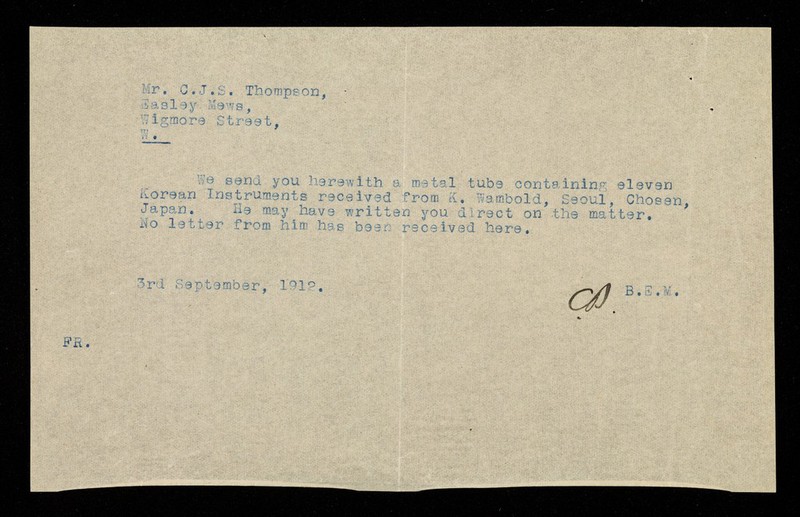 Mr. C.J.S. Thompson,
Easley Mews,
Wigmore Street,
W.
We send you herewith a metal tube containing eleven
Korean Instruments received from K. Wambold, Seoul, Chosen,
Japan. He may have written you direct on the matter.
No letter from him has been received here.
3rd September, 1912.
B.E.M.
FR.